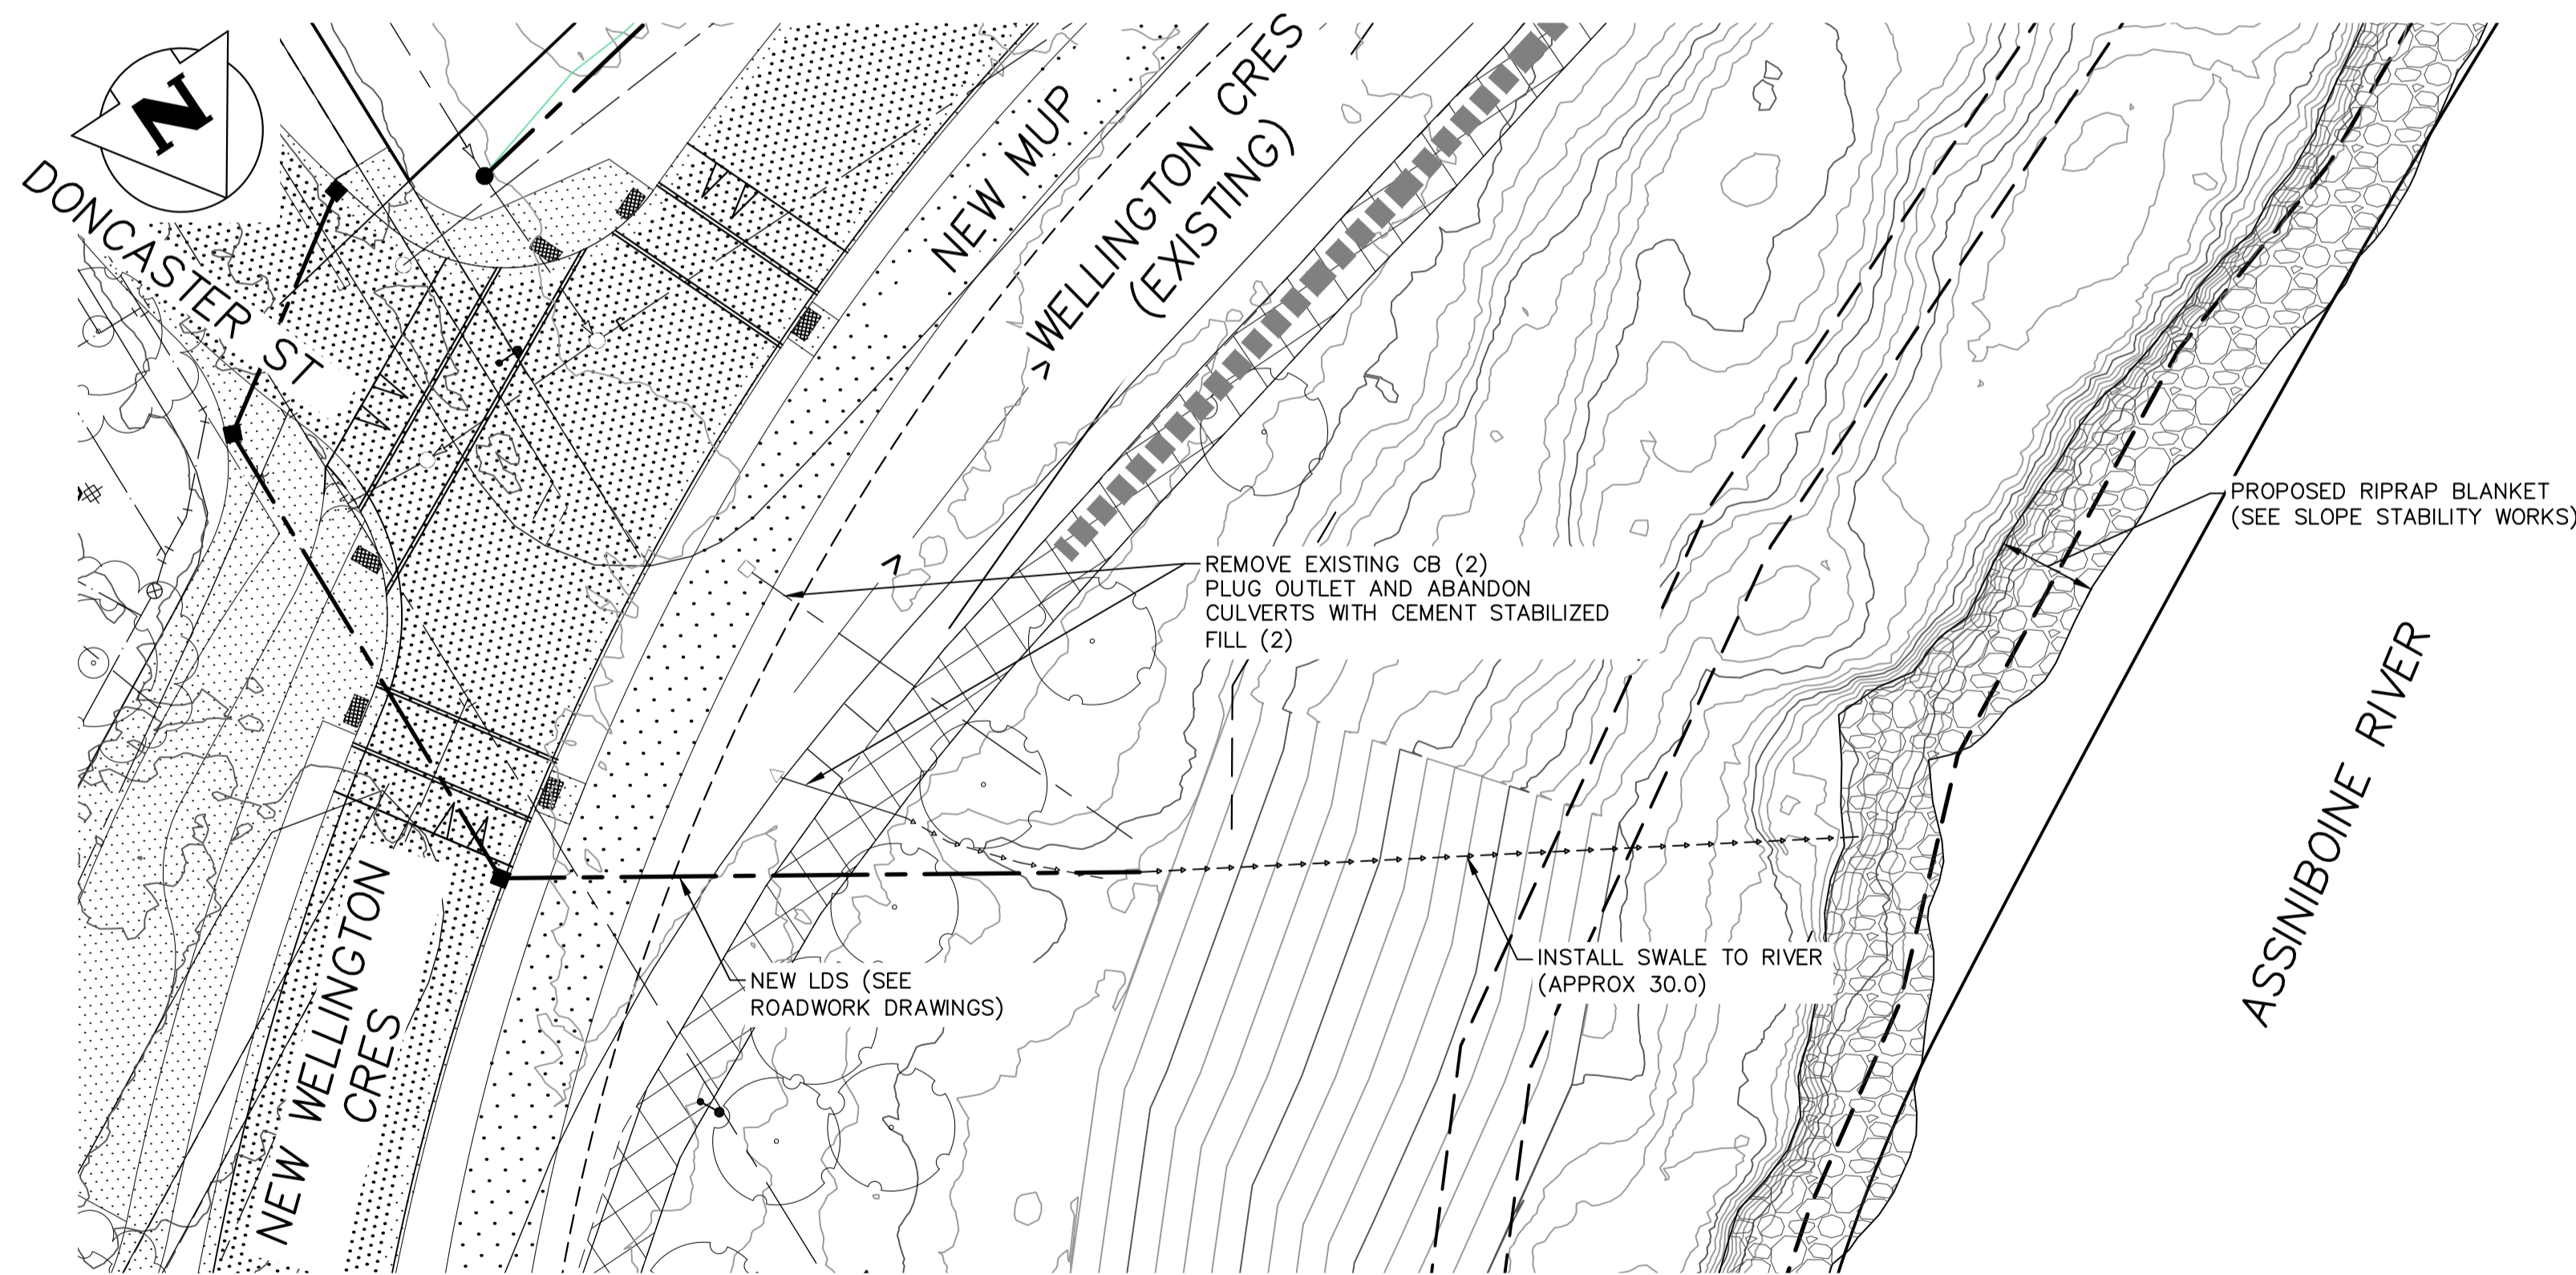 N
DONCASTER ST
NEW MUP
WELLINGTON CRES
(EXISTING)
PROPOSED RIPRAP BLANKET
(SEE SLOPE STABILITY WORKS)
REMOVE EXISTING CB (2)
PLUG OUTLET AND ABANDON
CULVERTS WITH CEMENT STABILIZED
FILL (2)
ASSINIBOINE RIVER
INSTALL SWALE TO RIVER
(APPROX 30.0)
NEW LDS (SEE
ROADWORK DRAWINGS)
NEW WELLINGTON
CRES